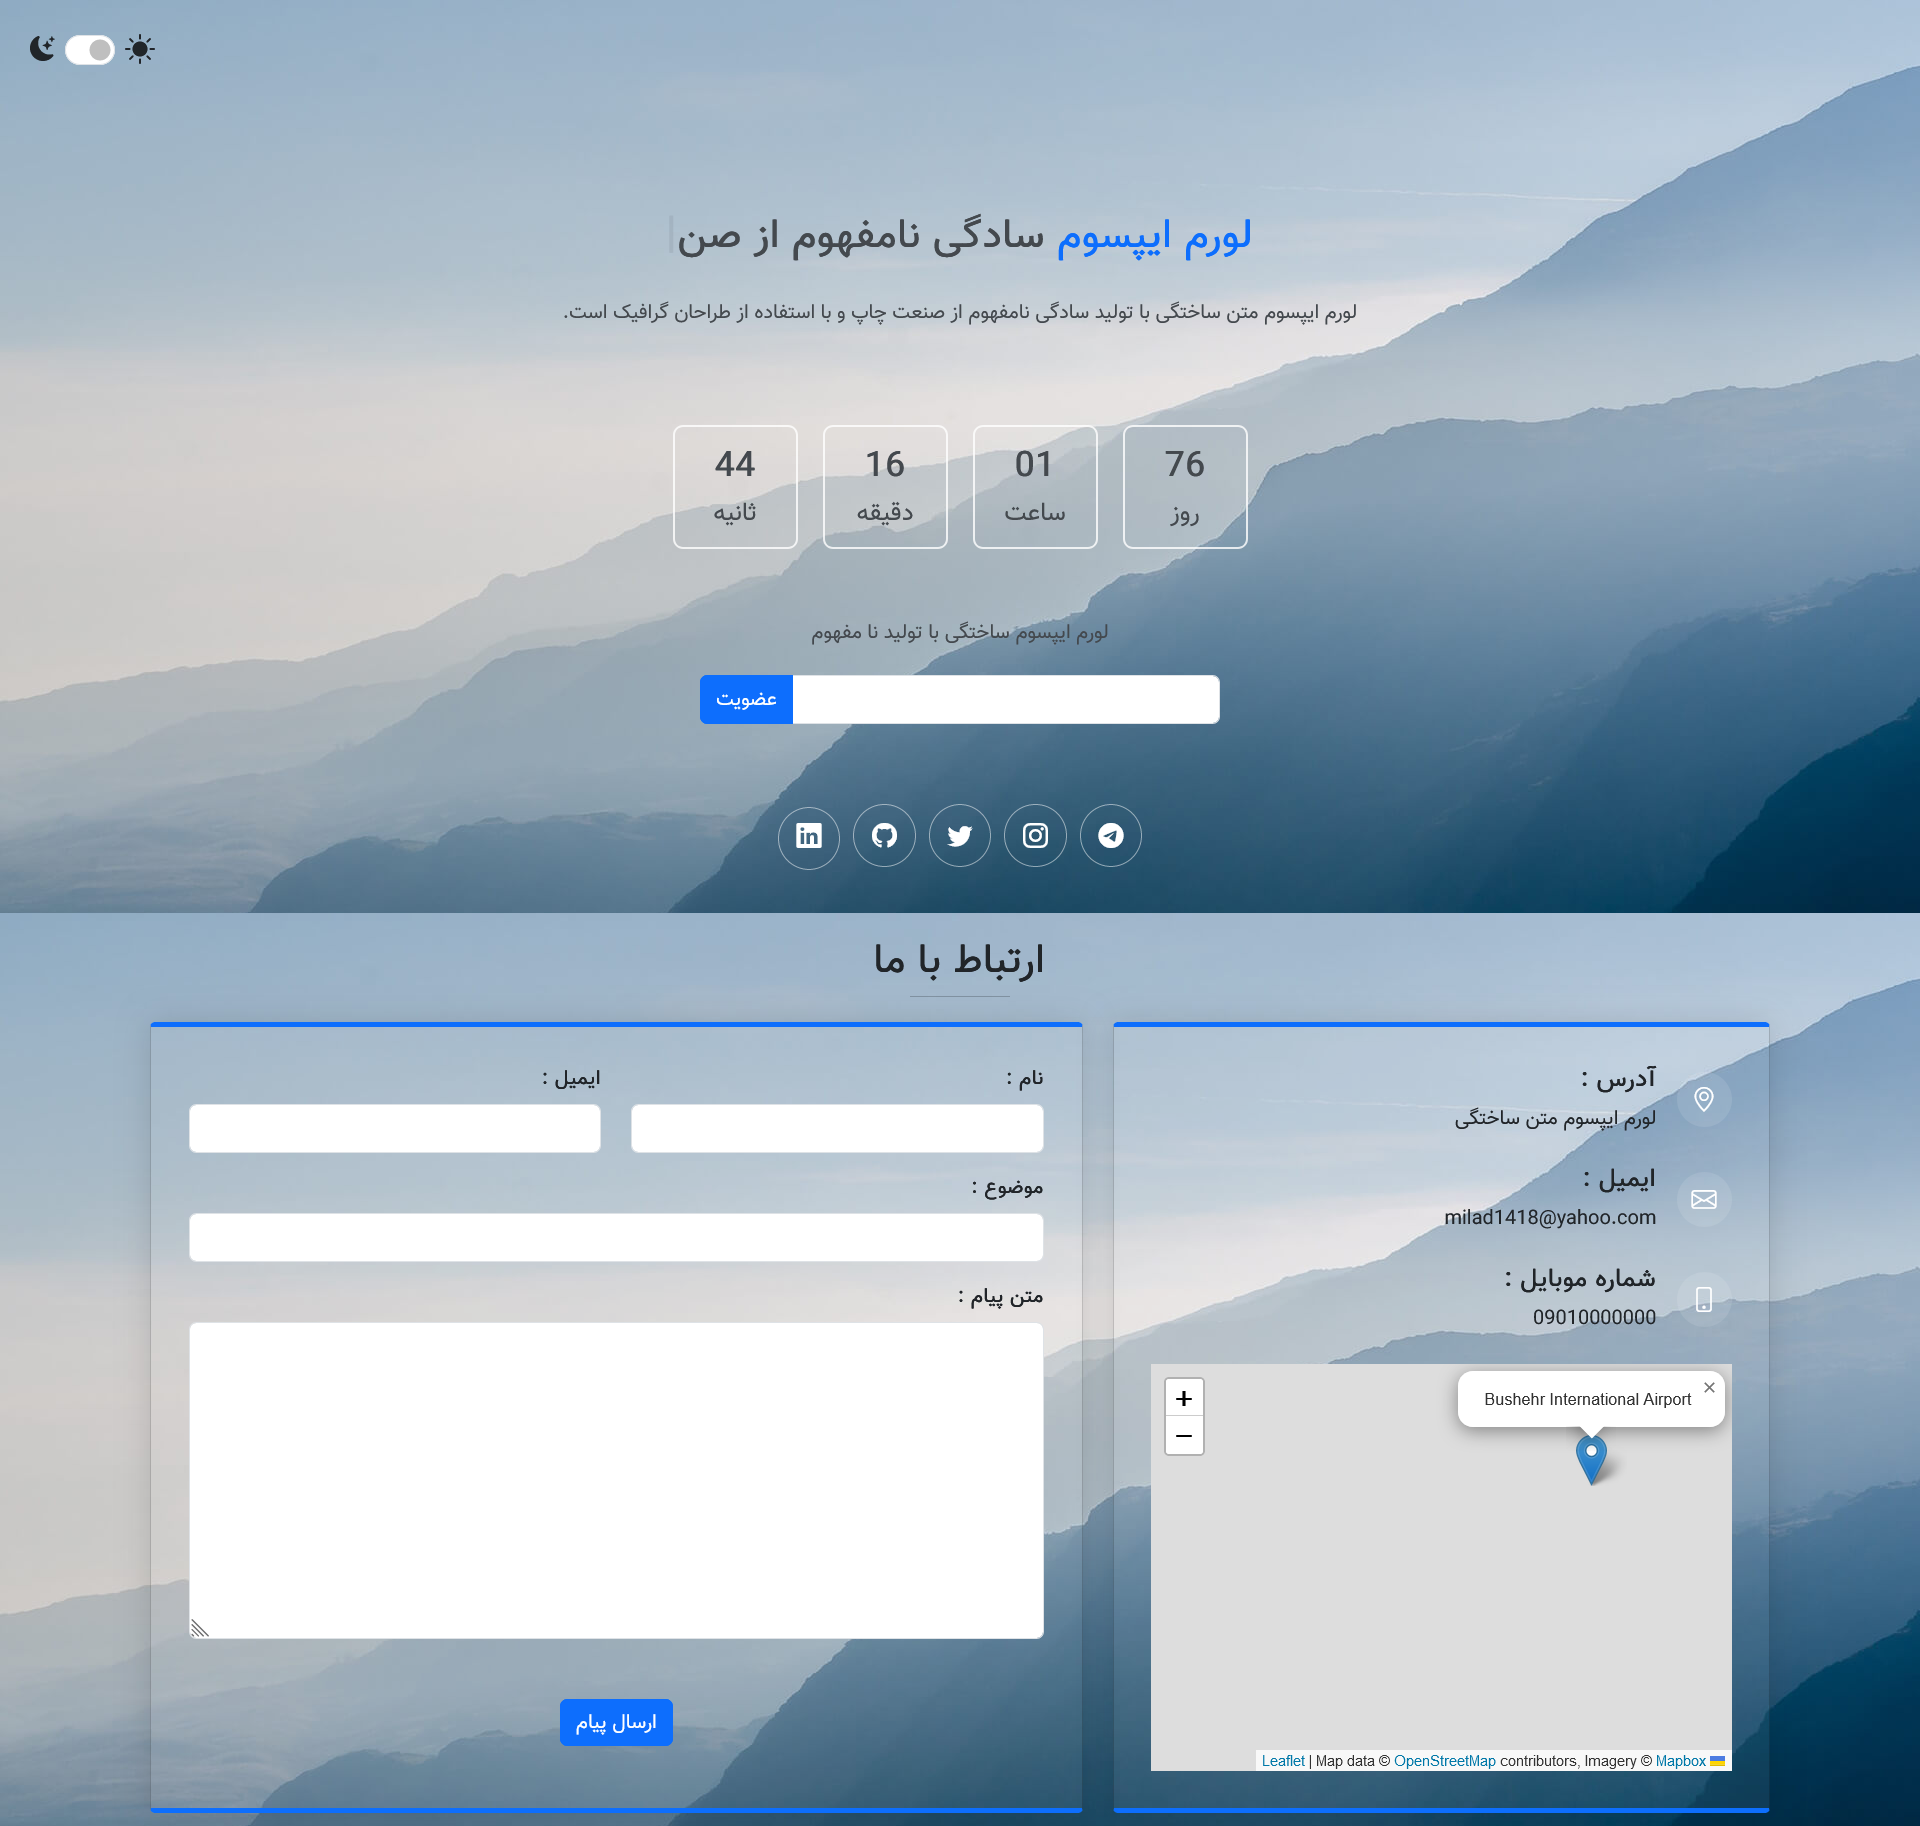 لورم ایپسوم سادگی نامفهوم از صن
لورم ایپسوم متن ساختگی با تولید سادگی نامفهوم از صنعت چاپ و با استفاده از طراحان گرافیک است.
76 01 16 44
روز ساعت دقیقه ثانیه
لورم ایپسوم ساختگی با تولید نا مفهوم
عضویت
ارتباط با ما
آدرس :
لورم ایپسوم متن ساختگی
ایمیل :
milad1418@yahoo.com
شماره موبایل :
09010000000
+
−
Bushehr International Airport ×
Leaflet | Map data © OpenStreetMap contributors, Imagery © Mapbox
نام :
ایمیل :
موضوع :
متن پیام :
ارسال پیام